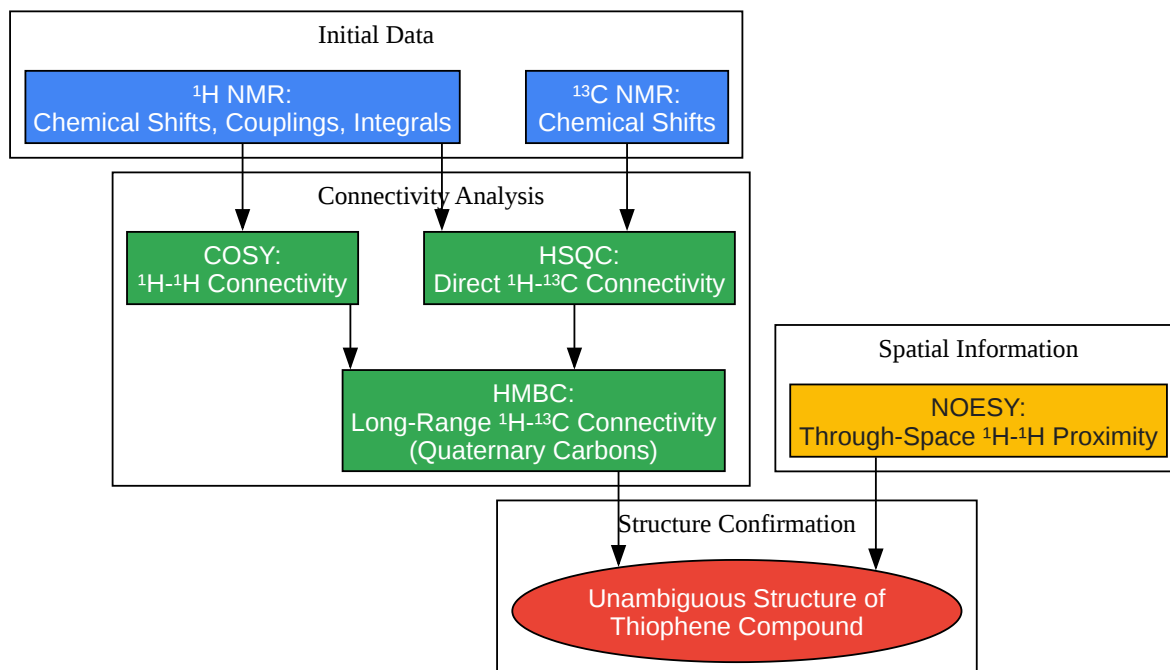 Initial Data
¹H NMR:
Chemical Shifts, Couplings, Integrals
¹³C NMR:
Chemical Shifts
Connectivity Analysis
COSY:
¹H-¹H Connectivity
HSQC:
Direct ¹H-¹³C Connectivity
HMBC:
Long-Range ¹H-¹³C Connectivity
(Quaternary Carbons)
Spatial Information
NOESY:
Through-Space ¹H-¹H Proximity
Structure Confirmation
Unambiguous Structure of
Thiophene Compound